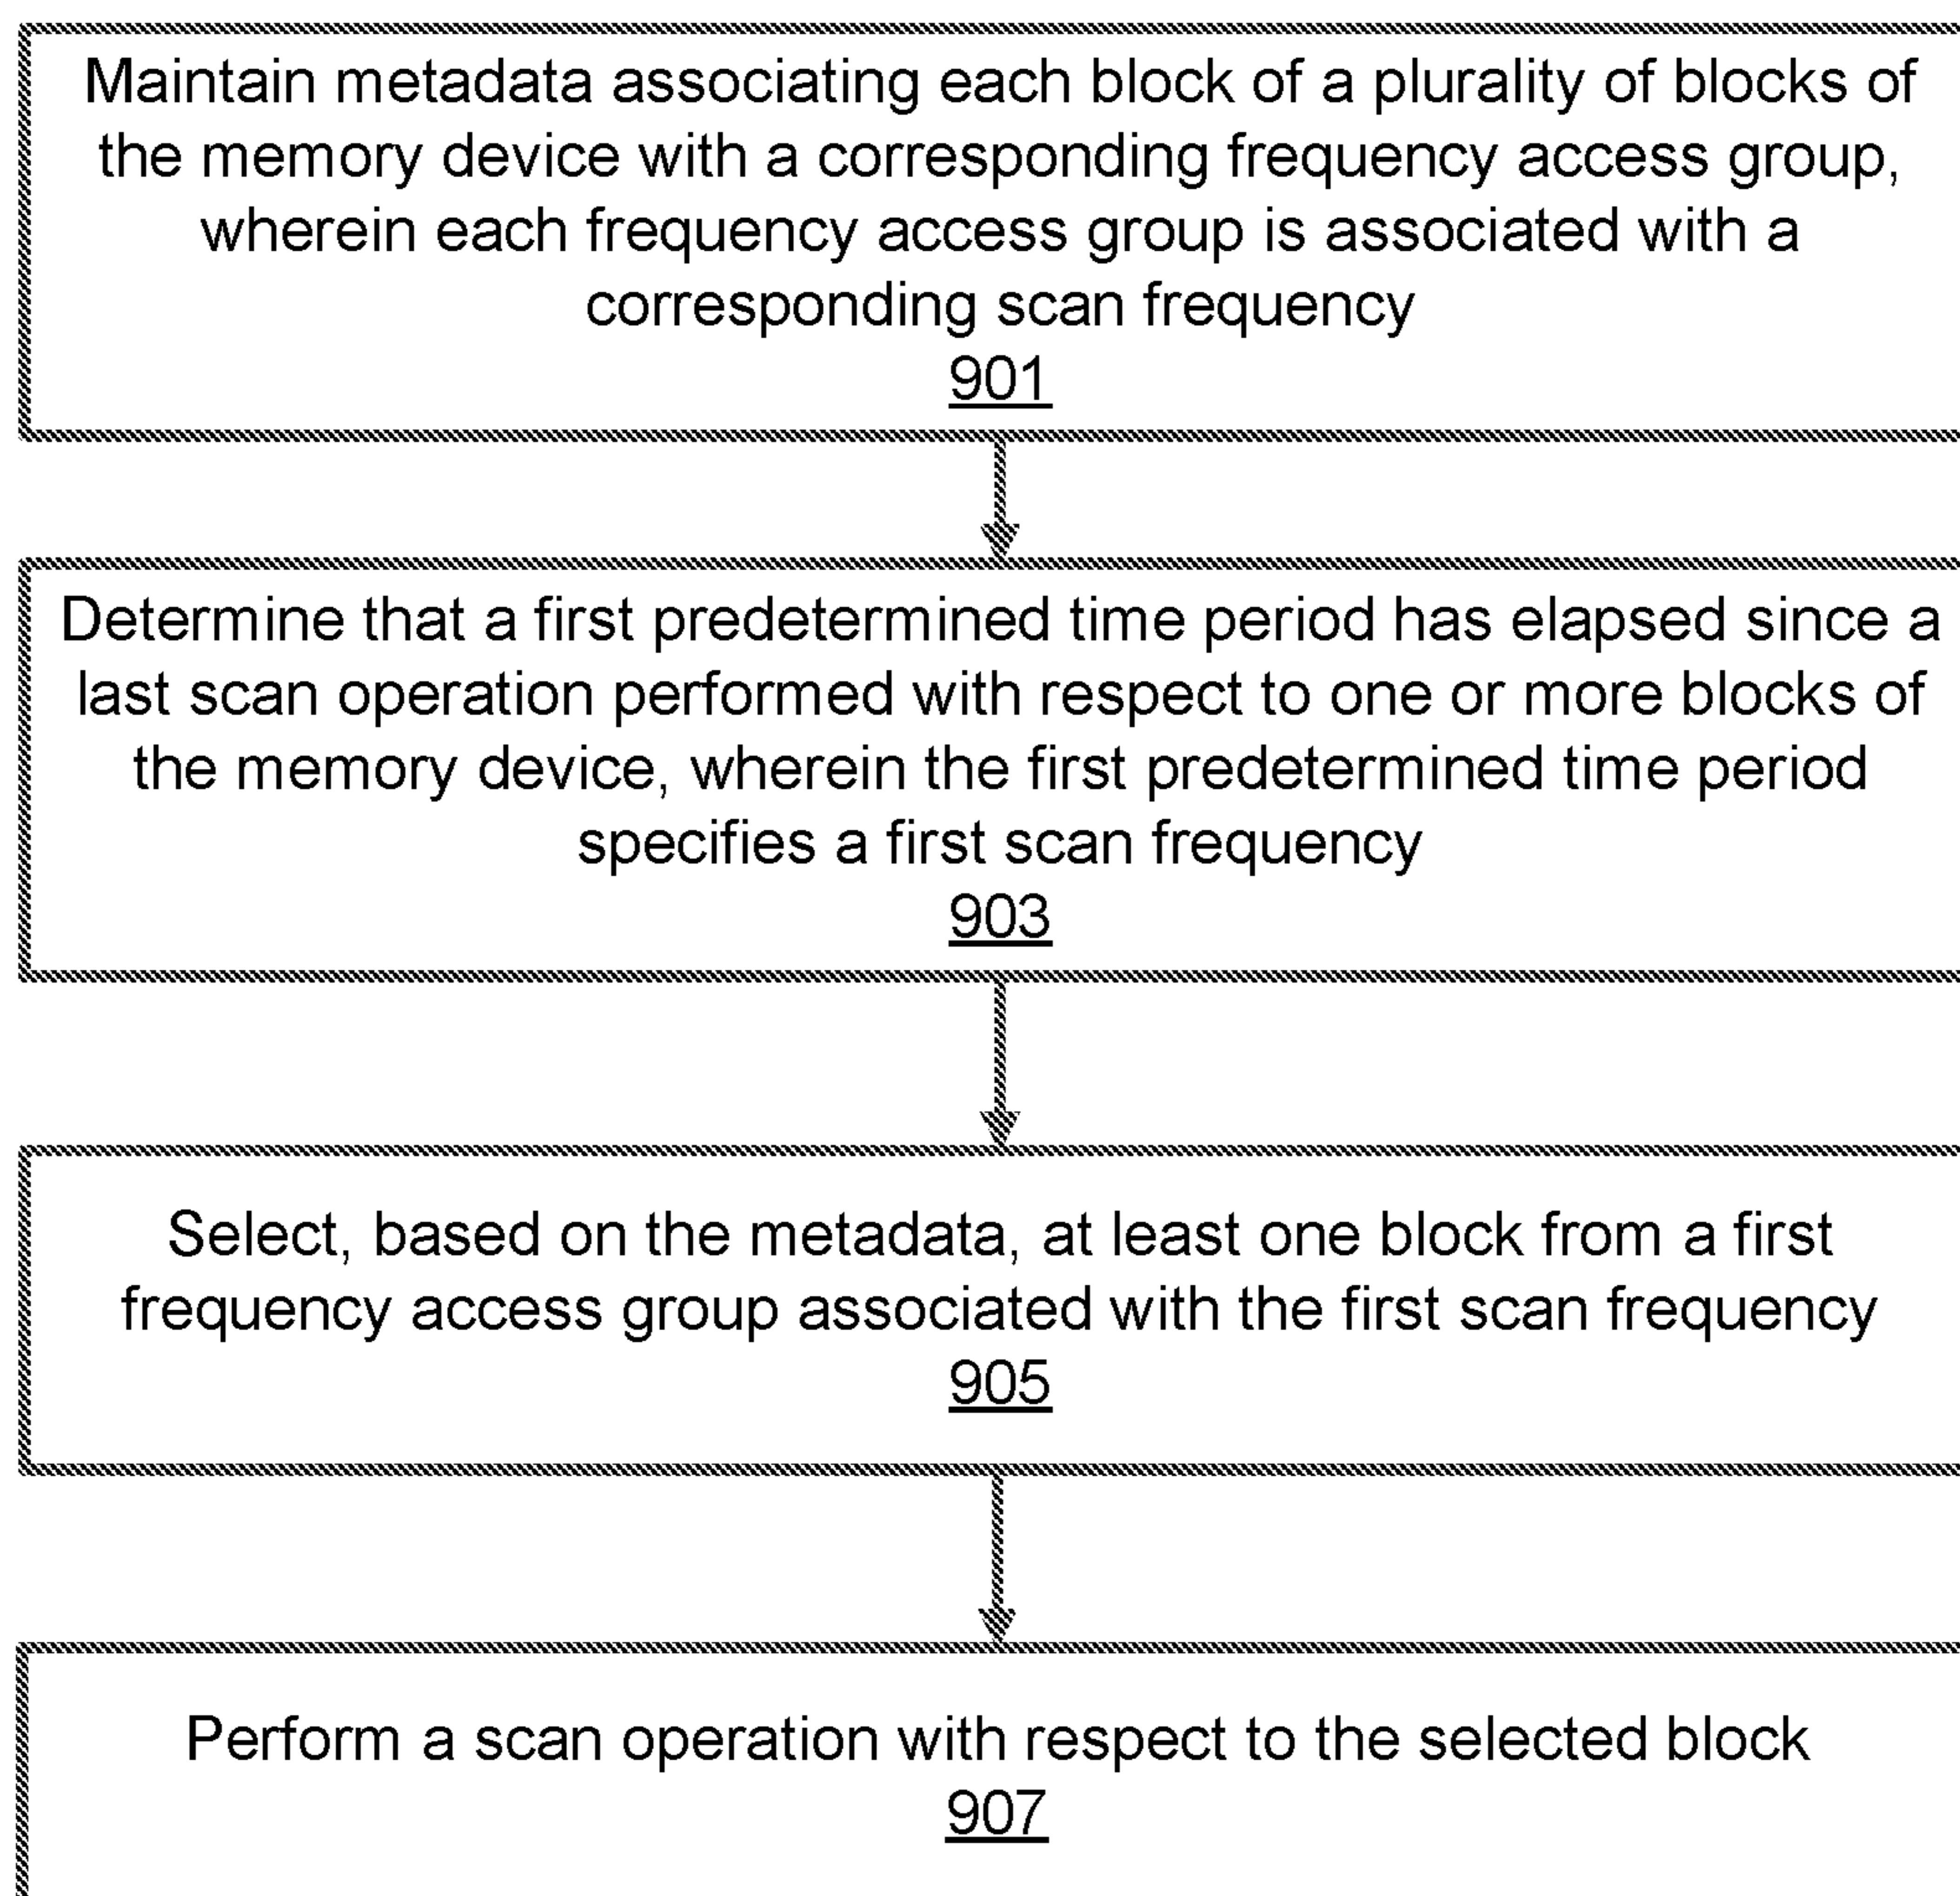 Maintain metadata associating each block of a plurality of blocks of
the memory device with a corresponding frequency access group,
wherein each frequency access group is associated with a
corresponding scan frequency
901
Determine that a first predetermined time period has elapsed since a
last scan operation performed with respect to one or more blocks of
the memory device, wherein the first predetermined time period
specifies a first scan frequency
903
Select, based on the metadata, at least one block from a first
frequency access group associated with the first scan frequency
905
Perform a scan operation with respect to the selected block
907